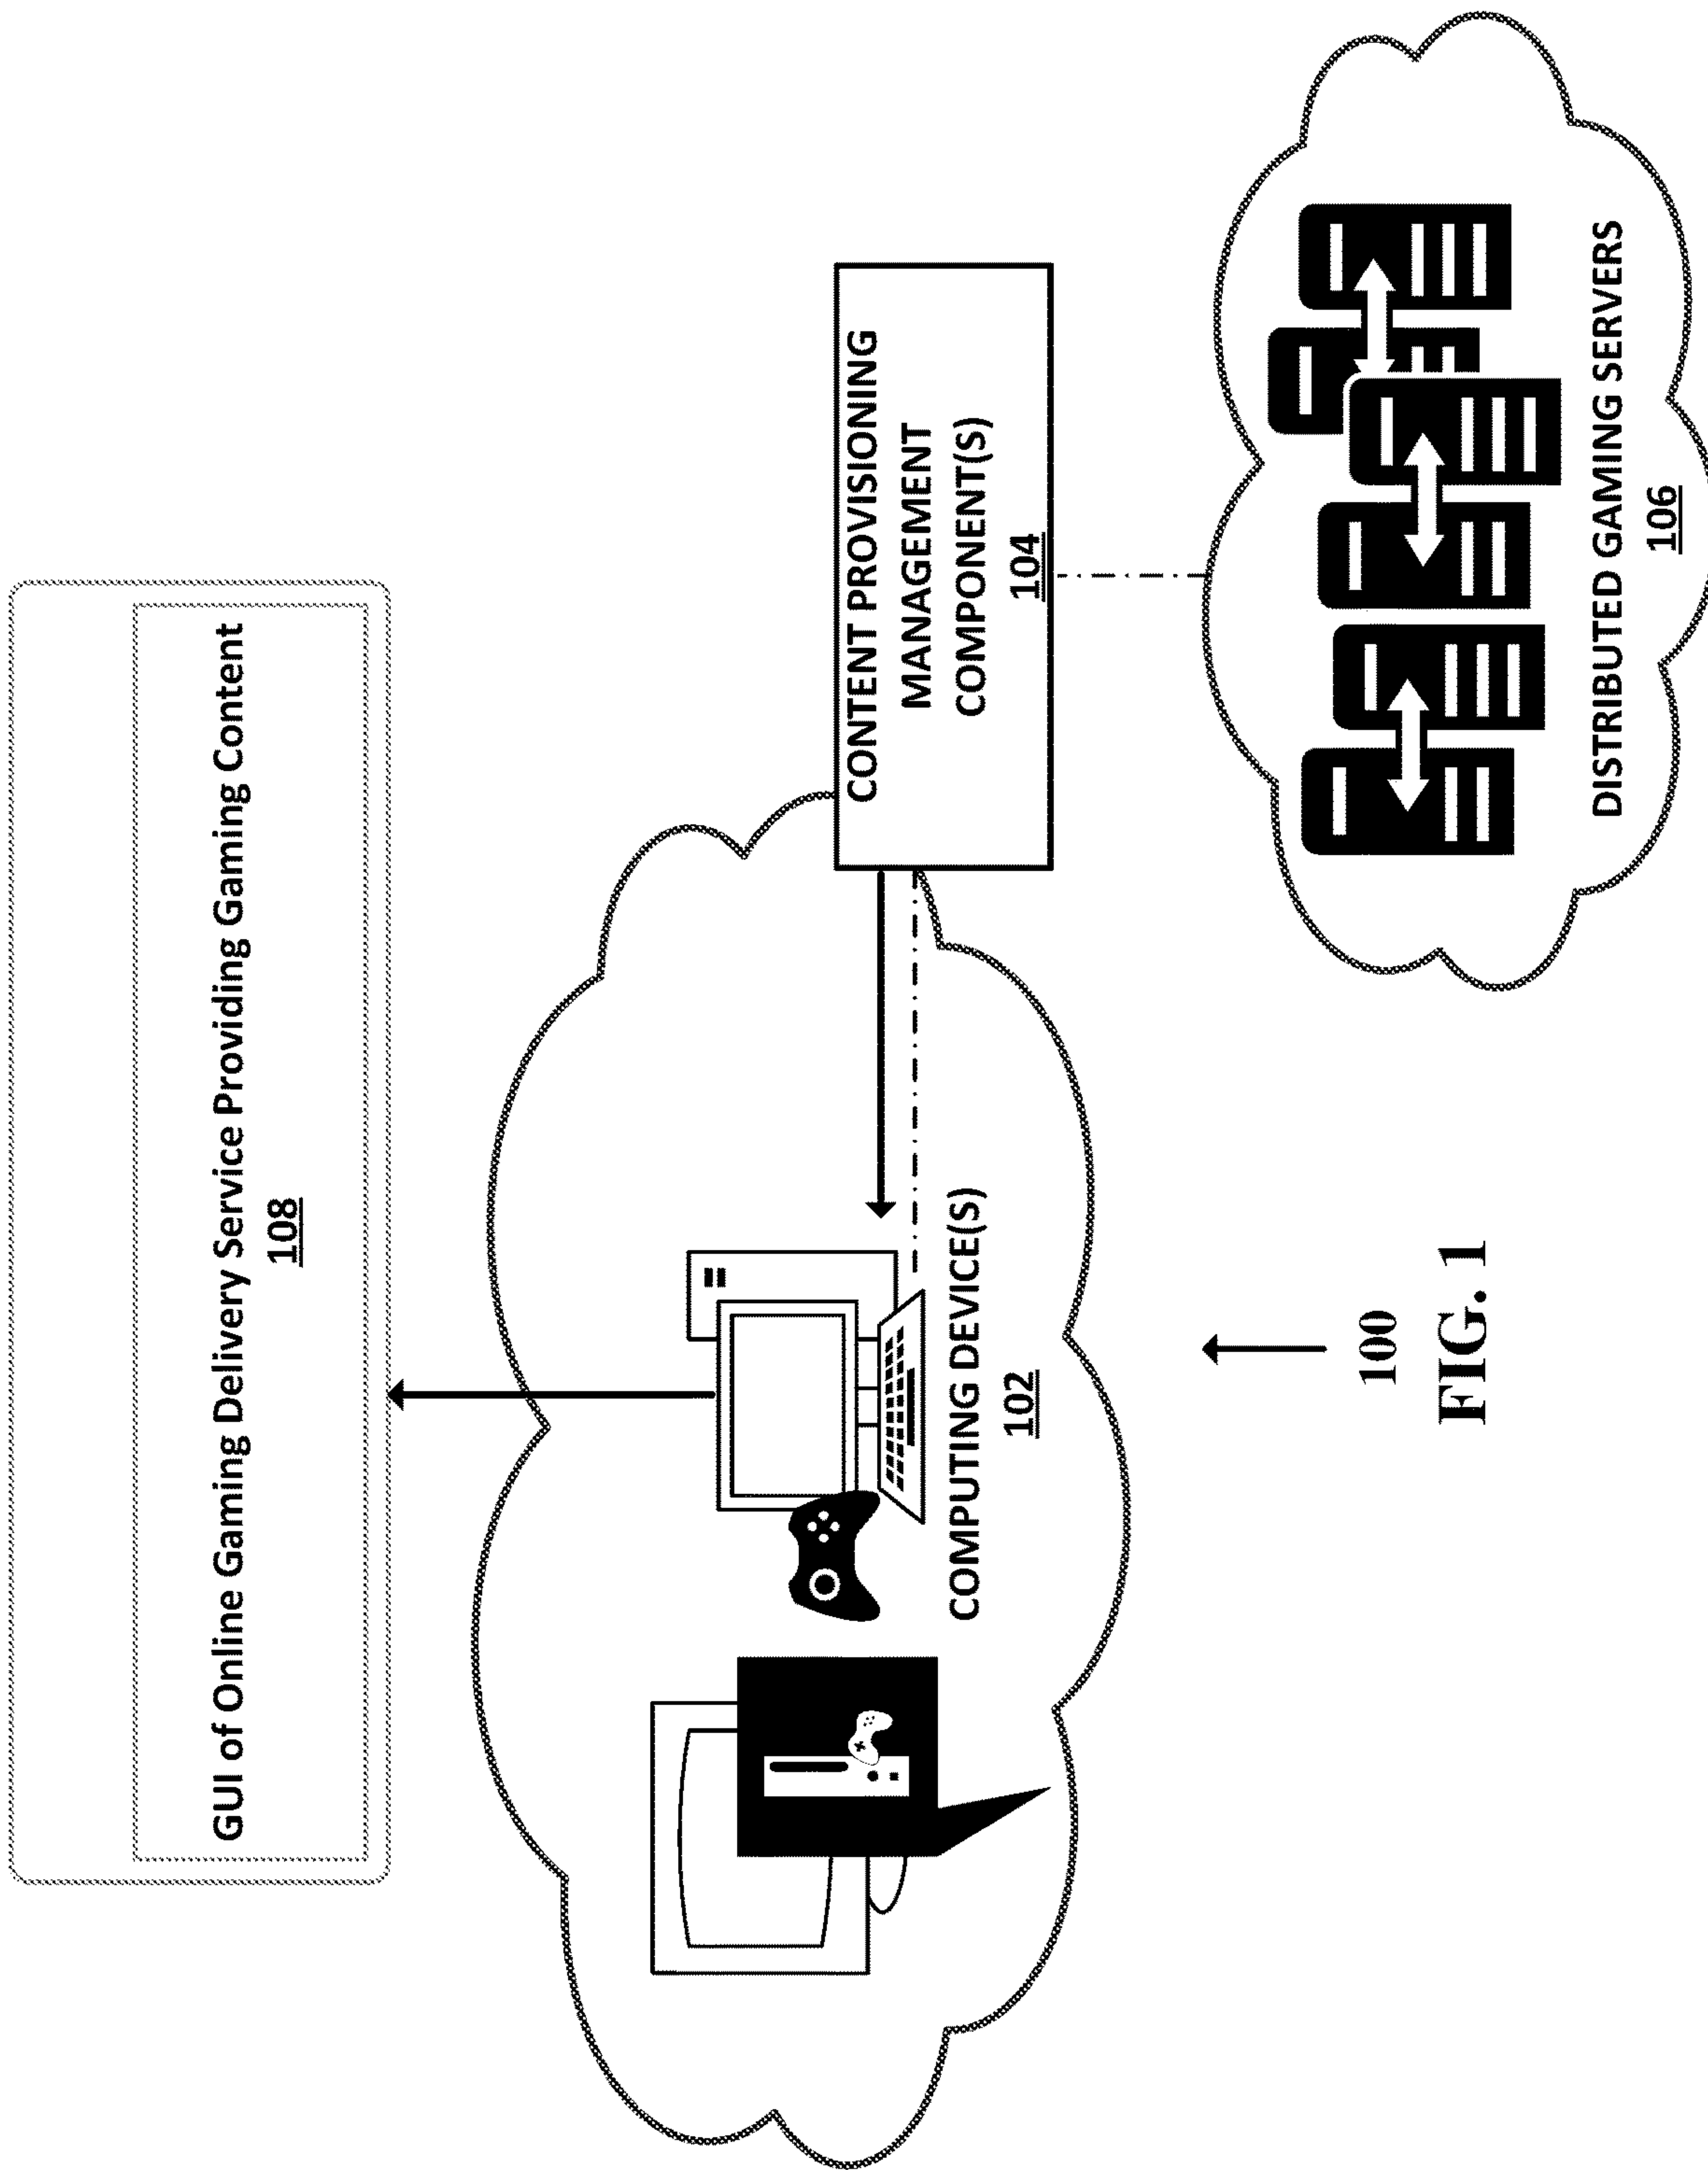 GUI of Online Gaming Delivery Service Providing Gaming Content
108
CONTENT PROVISIONING
MANAGEMENT
COMPONENT(S)
104
COMPUTING DEVICE(S)
102
DISTRIBUTED GAMING SERVERS
106
100
FIG. 1